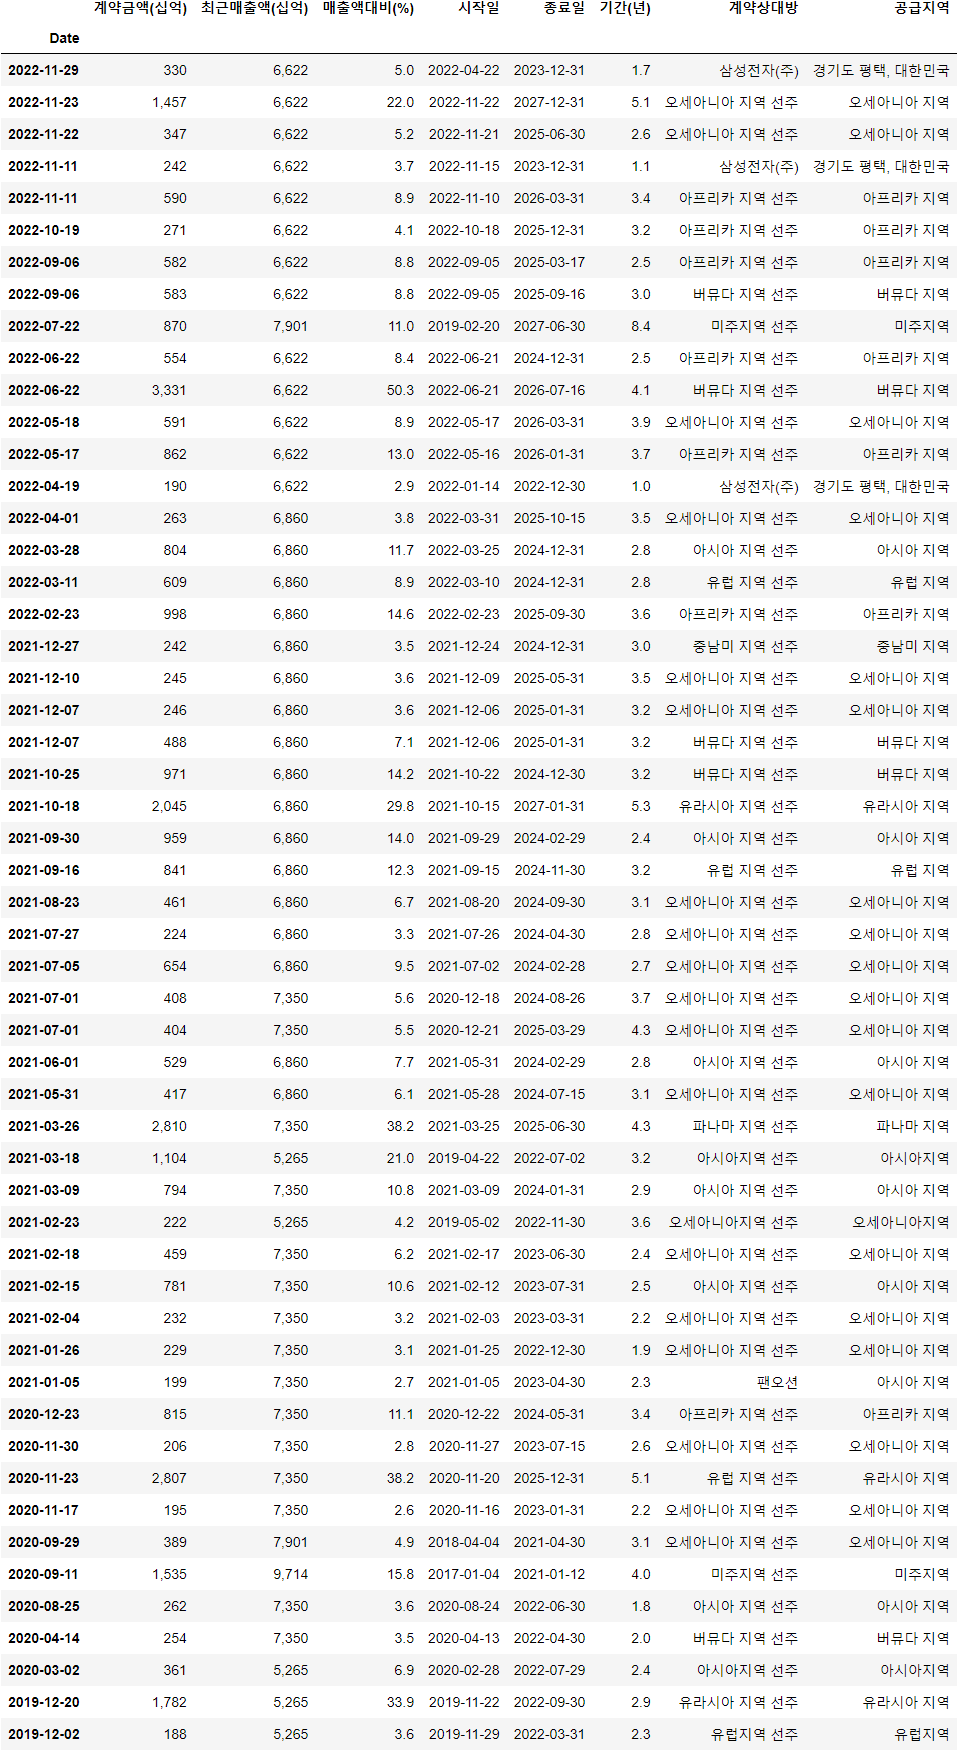 계약금액(십억) 최근매출액(십억) 매출액대비(%) 시작일 종료일 기간(년) 계약상대방 공급지역
Date
2022-11-29 330 6,622 5.0 2022-04-22 2023-12-31 1.7 삼성전자(주) 경기도 평택, 대한민국
2022-11-23 1,457 6,622 22.0 2022-11-22 2027-12-31 5.1 오세아니아 지역 선주 오세아니아 지역
2022-11-22 347 6,622 5.2 2022-11-21 2025-06-30 2.6 오세아니아 지역 선주 오세아니아 지역
2022-11-11 242 6,622 3.7 2022-11-15 2023-12-31 1.1 삼성전자(주) 경기도 평택, 대한민국
2022-11-11 590 6,622 8.9 2022-11-10 2026-03-31 3.4 아프리카 지역 선주 아프리카 지역
2022-10-19 271 6,622 4.1 2022-10-18 2025-12-31 3.2 아프리카 지역 선주 아프리카 지역
2022-09-06 582 6,622 8.8 2022-09-05 2025-03-17 2.5 아프리카 지역 선주 아프리카 지역
2022-09-06 583 6,622 8.8 2022-09-05 2025-09-16 3.0 버뮤다 지역 선주 버뮤다 지역
2022-07-22 870 7,901 11.0 2019-02-20 2027-06-30 8.4 미주지역 선주 미주지역
2022-06-22 554 6,622 8.4 2022-06-21 2024-12-31 2.5 아프리카 지역 선주 아프리카 지역
2022-06-22 3,331 6,622 50.3 2022-06-21 2026-07-16 4.1 버뮤다 지역 선주 버뮤다 지역
2022-05-18 591 6,622 8.9 2022-05-17 2026-03-31 3.9 오세아니아 지역 선주 오세아니아 지역
2022-05-17 862 6,622 13.0 2022-05-16 2026-01-31 3.7 아프리카 지역 선주 아프리카 지역
2022-04-19 190 6,622 2.9 2022-01-14 2022-12-30 1.0 삼성전자(주) 경기도 평택, 대한민국
2022-04-01 263 6,860 3.8 2022-03-31 2025-10-15 3.5 오세아니아 지역 선주 오세아니아 지역
2022-03-28 804 6,860 11.7 2022-03-25 2024-12-31 2.8 아시아 지역 선주 아시아 지역
2022-03-11 609 6,860 8.9 2022-03-10 2024-12-31 2.8 유럽 지역 선주 유럽 지역
2022-02-23 998 6,860 14.6 2022-02-23 2025-09-30 3.6 아프리카 지역 선주 아프리카 지역
2021-12-27 242 6,860 3.5 2021-12-24 2024-12-31 3.0 중남미 지역 선주 중남미 지역
2021-12-10 245 6,860 3.6 2021-12-09 2025-05-31 3.5 오세아니아 지역 선주 오세아니아 지역
2021-12-07 246 6,860 3.6 2021-12-06 2025-01-31 3.2 오세아니아 지역 선주 오세아니아 지역
2021-12-07 488 6,860 7.1 2021-12-06 2025-01-31 3.2 버뮤다 지역 선주 버뮤다 지역
2021-10-25 971 6,860 14.2 2021-10-22 2024-12-30 3.2 버뮤다 지역 선주 버뮤다 지역
2021-10-18 2,045 6,860 29.8 2021-10-15 2027-01-31 5.3 유라시아 지역 선주 유라시아 지역
2021-09-30 959 6,860 14.0 2021-09-29 2024-02-29 2.4 아시아 지역 선주 아시아 지역
2021-09-16 841 6,860 12.3 2021-09-15 2024-11-30 3.2 유럽 지역 선주 유럽 지역
2021-08-23 461 6,860 6.7 2021-08-20 2024-09-30 3.1 오세아니아 지역 선주 오세아니아 지역
2021-07-27 224 6,860 3.3 2021-07-26 2024-04-30 2.8 오세아니아 지역 선주 오세아니아 지역
2021-07-05 654 6,860 9.5 2021-07-02 2024-02-28 2.7 오세아니아 지역 선주 오세아니아 지역
2021-07-01 408 7,350 5.6 2020-12-18 2024-08-26 3.7 오세아니아 지역 선주 오세아니아 지역
2021-07-01 404 7,350 5.5 2020-12-21 2025-03-29 4.3 오세아니아 지역 선주 오세아니아 지역
2021-06-01 529 6,860 7.7 2021-05-31 2024-02-29 2.8 아시아 지역 선주 아시아 지역
2021-05-31 417 6,860 6.1 2021-05-28 2024-07-15 3.1 오세아니아 지역 선주 오세아니아 지역
2021-03-26 2,810 7,350 38.2 2021-03-25 2025-06-30 4.3 파나마 지역 선주 파나마 지역
2021-03-18 1,104 5,265 21.0 2019-04-22 2022-07-02 3.2 아시아지역 선주 아시아지역
2021-03-09 794 7,350 10.8 2021-03-09 2024-01-31 2.9 아시아 지역 선주 아시아 지역
2021-02-23 222 5,265 4.2 2019-05-02 2022-11-30 3.6 오세아니아지역 선주 오세아니아지역
2021-02-18 459 7,350 6.2 2021-02-17 2023-06-30 2.4 오세아니아 지역 선주 오세아니아 지역
2021-02-15 781 7,350 10.6 2021-02-12 2023-07-31 2.5 아시아 지역 선주 아시아 지역
2021-02-04 232 7,350 3.2 2021-02-03 2023-03-31 2.2 오세아니아 지역 선주 오세아니아 지역
2021-01-26 229 7,350 3.1 2021-01-25 2022-12-30 1.9 오세아니아 지역 선주 오세아니아 지역
2021-01-05 199 7,350 2.7 2021-01-05 2023-04-30 2.3 팬오션 아시아 지역
2020-12-23 815 7,350 11.1 2020-12-22 2024-05-31 3.4 아프리카 지역 선주 아프리카 지역
2020-11-30 206 7,350 2.8 2020-11-27 2023-07-15 2.6 오세아니아 지역 선주 오세아니아 지역
2020-11-23 2,807 7,350 38.2 2020-11-20 2025-12-31 5.1 유럽 지역 선주 유라시아 지역
2020-11-17 195 7,350 2.6 2020-11-16 2023-01-31 2.2 오세아니아 지역 선주 오세아니아 지역
2020-09-29 389 7,901 4.9 2018-04-04 2021-04-30 3.1 오세아니아 지역 선주 오세아니아 지역
2020-09-11 1,535 9,714 15.8 2017-01-04 2021-01-12 4.0 미주지역 선주 미주지역
2020-08-25 262 7,350 3.6 2020-08-24 2022-06-30 1.8 아시아 지역 선주 아시아 지역
2020-04-14 254 7,350 3.5 2020-04-13 2022-04-30 2.0 버뮤다 지역 선주 버뮤다 지역
2020-03-02 361 5,265 6.9 2020-02-28 2022-07-29 2.4 아시아지역 선주 아시아지역
2019-12-20 1,782 5,265 33.9 2019-11-22 2022-09-30 2.9 유라시아 지역 선주 유라시아 지역
2019-12-02 188 5,265 3.6 2019-11-29 2022-03-31 2.3 유럽지역 선주 유럽지역